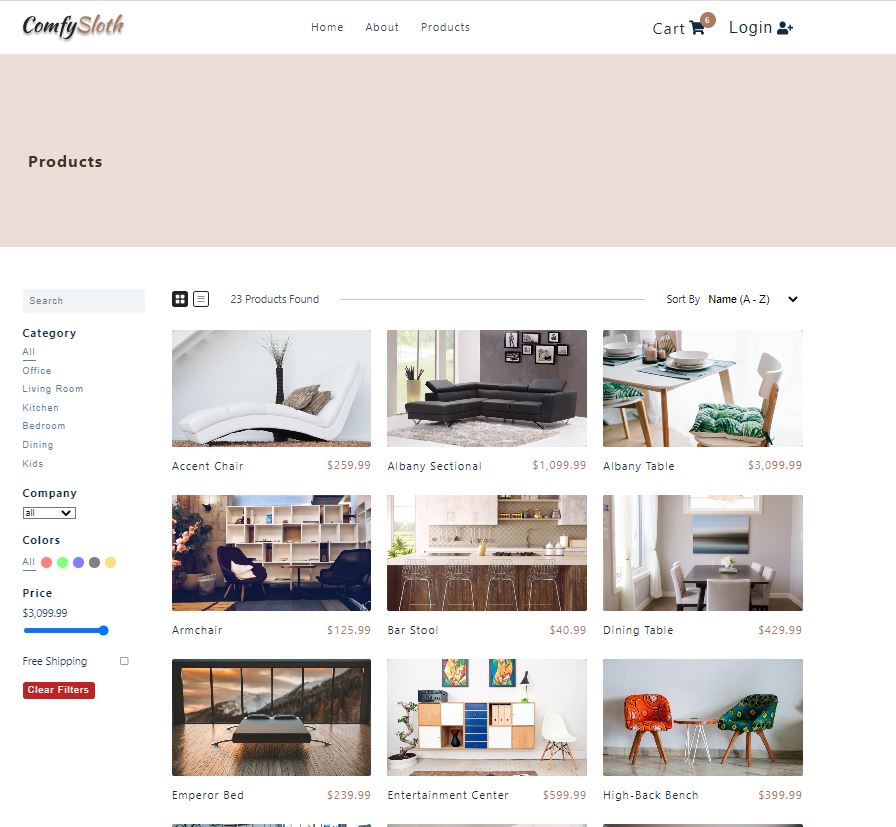 ComfySloth
Home About Products
Cart 6 Login
Products
Search
23 Products Found
Sort By Name (A - Z)
Category
All
Office
Living Room
Kitchen
Bedroom
Dining
Kids
Company
all
Colors
All
Price
$3,099.99
Free Shipping
Clear Filters
Accent Chair $259.99
Albany Sectional $1,099.99
Albany Table $3,099.99
Armchair $125.99
Bar Stool $40.99
Dining Table $429.99
Emperor Bed $239.99
Entertainment Center $599.99
High-Back Bench $399.99